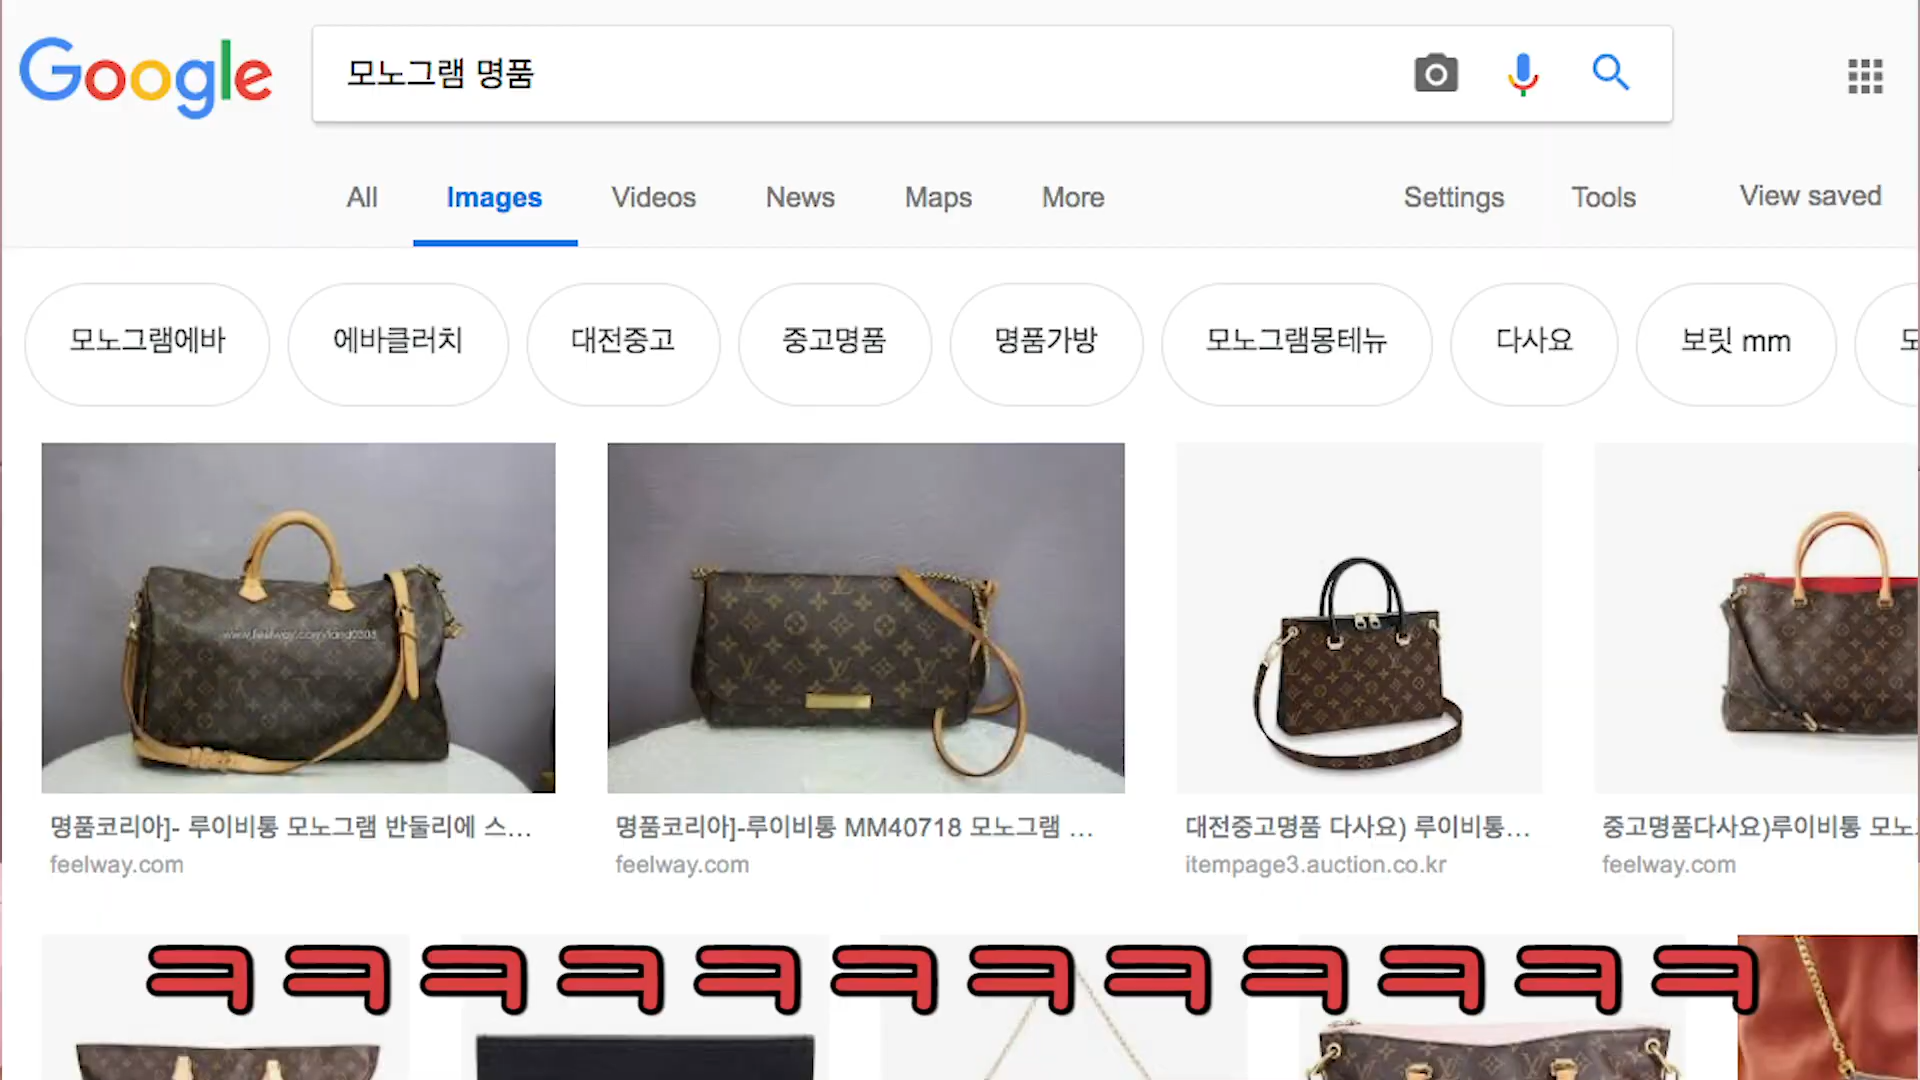 Google
모노그램 명품
All Images Videos News Maps More Settings Tools View saved
모노그램에바 에바클러치 대전중고 중고명품 명품가방 모노그램몽테뉴 다사요 보릿 mm
명품코리아]- 루이비통 모노그램 반둘리에 스...
feelway.com
명품코리아]-루이비통 MM40718 모노그램 ...
feelway.com
대전중고명품 다사요) 루이비통...
itempage3.auction.co.kr
중고명품다사요)루이비통 모노
feelway.com
ㅋㅋㅋㅋㅋㅋㅋㅋㅋㅋㅋㅋ